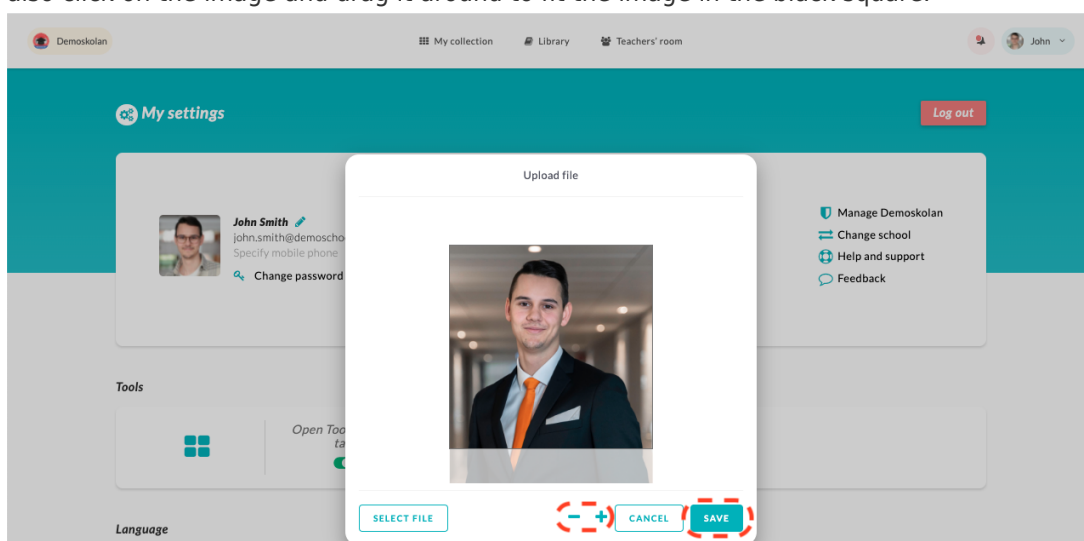 also click on the image and drag it around to fit the image in the black square.
Demoskolan
My collection
Library
Teachers' room
John
My settings
Log out
Upload file
John Smith
john.smith@demoscho
Specify mobile phone
Change password
Manage Demoskolan
Change school
Help and support
Feedback
Tools
Open Too
ta
SELECT FILE
CANCEL
SAVE
Language